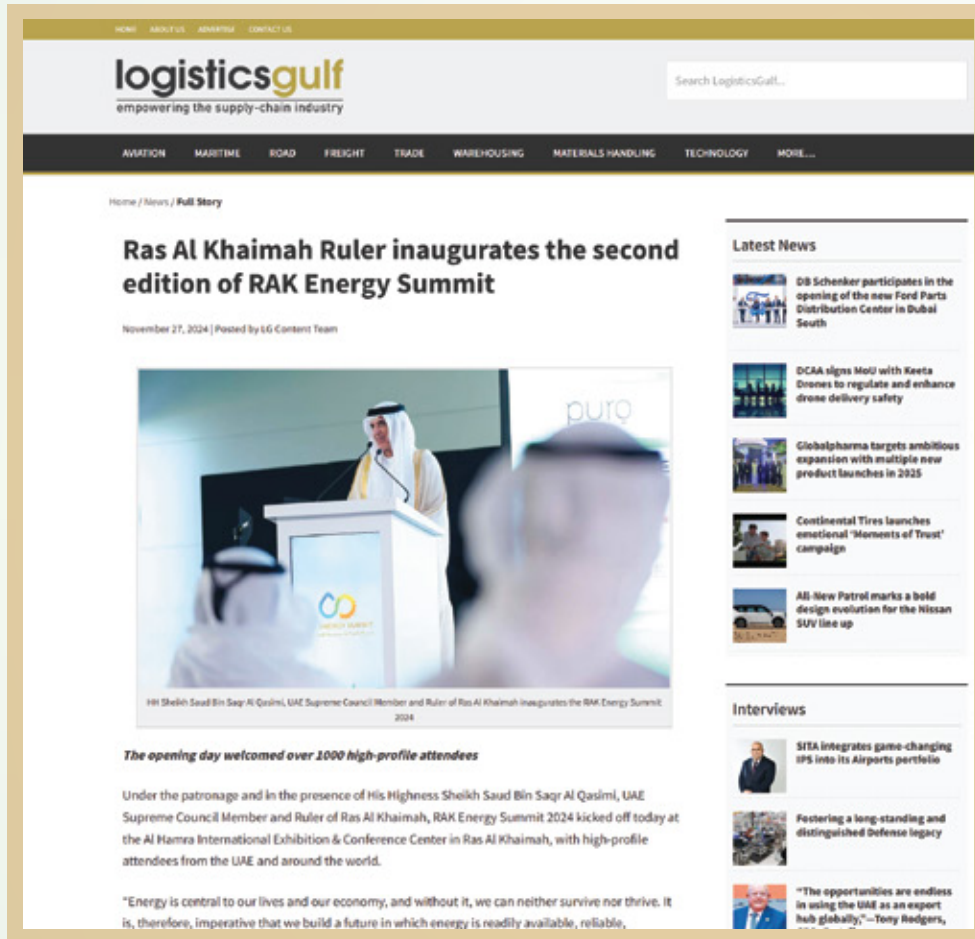 HOME ABOUT US ADVERTISE CONTACT US
logisticsgulf
empowering the supply-chain industry
Search LogisticsGulf...
AVIATION MARITIME ROAD FREIGHT TRADE WAREHOUSING MATERIALS HANDLING TECHNOLOGY MORE....
Home / News / Full Story
Ras Al Khaimah Ruler inaugurates the second
edition of RAK Energy Summit
November 27, 2024 | Posted by LG Content Team
puro
ENERGY SUMMIT
HH Sheikh Saud Bin Saqr Al Qasimi, UAE Supreme Council Member and Ruler of Ras Al Khaimah inaugurates the RAK Energy Summit
2024
The opening day welcomed over 1000 high-profile attendees
Under the patronage and in the presence of His Highness Sheikh Saud Bin Saqr Al Qasimi, UAE
Supreme Council Member and Ruler of Ras Al Khaimah, RAK Energy Summit 2024 kicked off today at
the Al Hamra International Exhibition & Conference Center in Ras Al Khaimah, with high-profile
attendees from the UAE and around the world.
"Energy is central to our lives and our economy, and without it, we can neither survive nor thrive. It
is, therefore, imperative that we build a future in which energy is readily available, reliable,
Latest News
DB Schenker participates in the
opening of the new Ford Parts
Distribution Center in Dubai
South
DCAA signs MoU with Keeta
Drones to regulate and enhance
drone delivery safety
Globalpharma targets ambitious
expansion with multiple new
product launches in 2025
Continental Tires launches
emotional 'Moments of Trust'
campaign
All-New Patrol marks a bold
design evolution for the Nissan
SUV line up
Interviews
SITA integrates game-changing
IPS into its Airports portfolio
Fostering a long-standing and
distinguished Defense legacy
"The opportunities are endless
in using the UAE as an export
hub globally,"—Tony Rodgers,